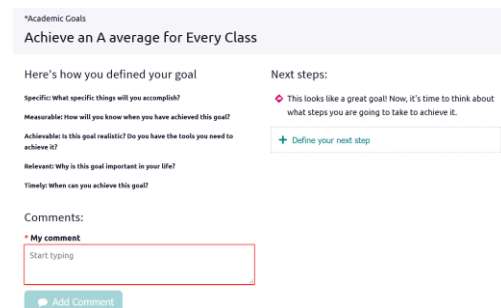 *Academic Goals
Achieve an A average for Every Class
Here's how you defined your goal
Specific: What specific things will you accomplish?
Measurable: How will you know when you have achieved this goal?
Achievable: Is this goal realistic? Do you have the tools you need to
achieve it?
Relevant: Why is this goal important in your life?
Timely: When can you achieve this goal?
Next steps:
This looks like a great goal! Now, it's time to think about
what steps you are going to take to achieve it.
+ Define your next step
Comments:
* My comment
Start typing
Add Comment